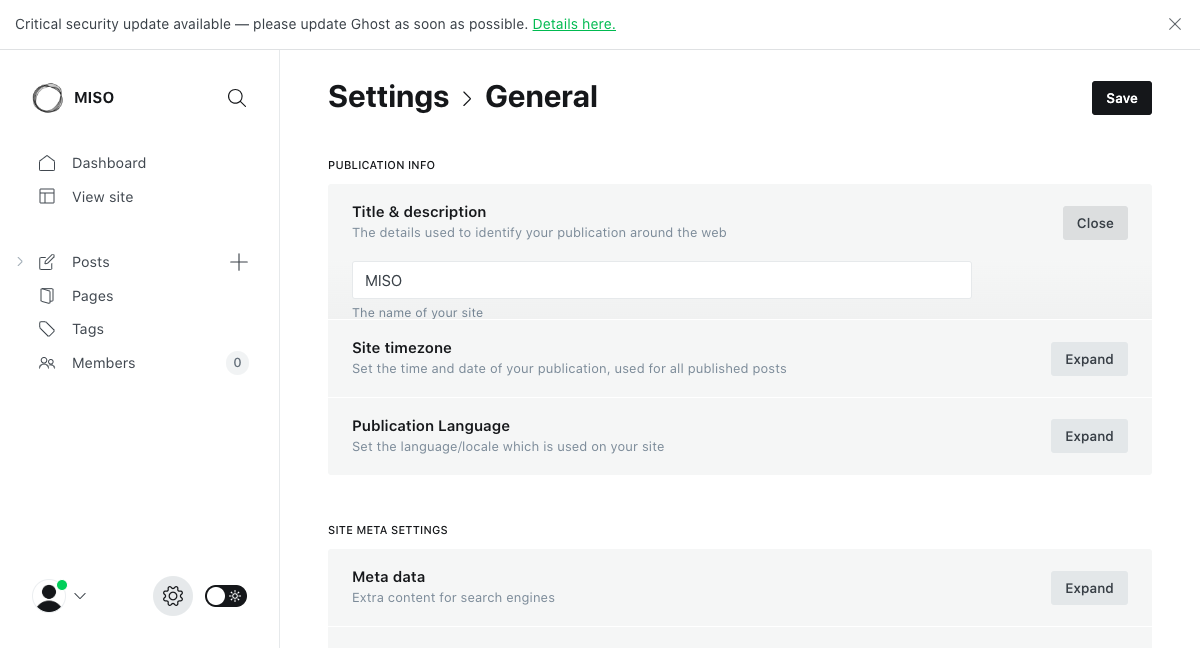 Critical security update available — please update Ghost as soon as possible. Details here.
MISO
Dashboard
View site
Posts
Pages
Tags
Members
0
Settings
General
Save
PUBLICATION INFO
Title & description
The details used to identify your publication around the web
Close
MISO
The name of your site
Site timezone
Set the time and date of your publication, used for all published posts
Expand
Publication Language
Set the language/locale which is used on your site
Expand
SITE META SETTINGS
Meta data
Extra content for search engines
Expand